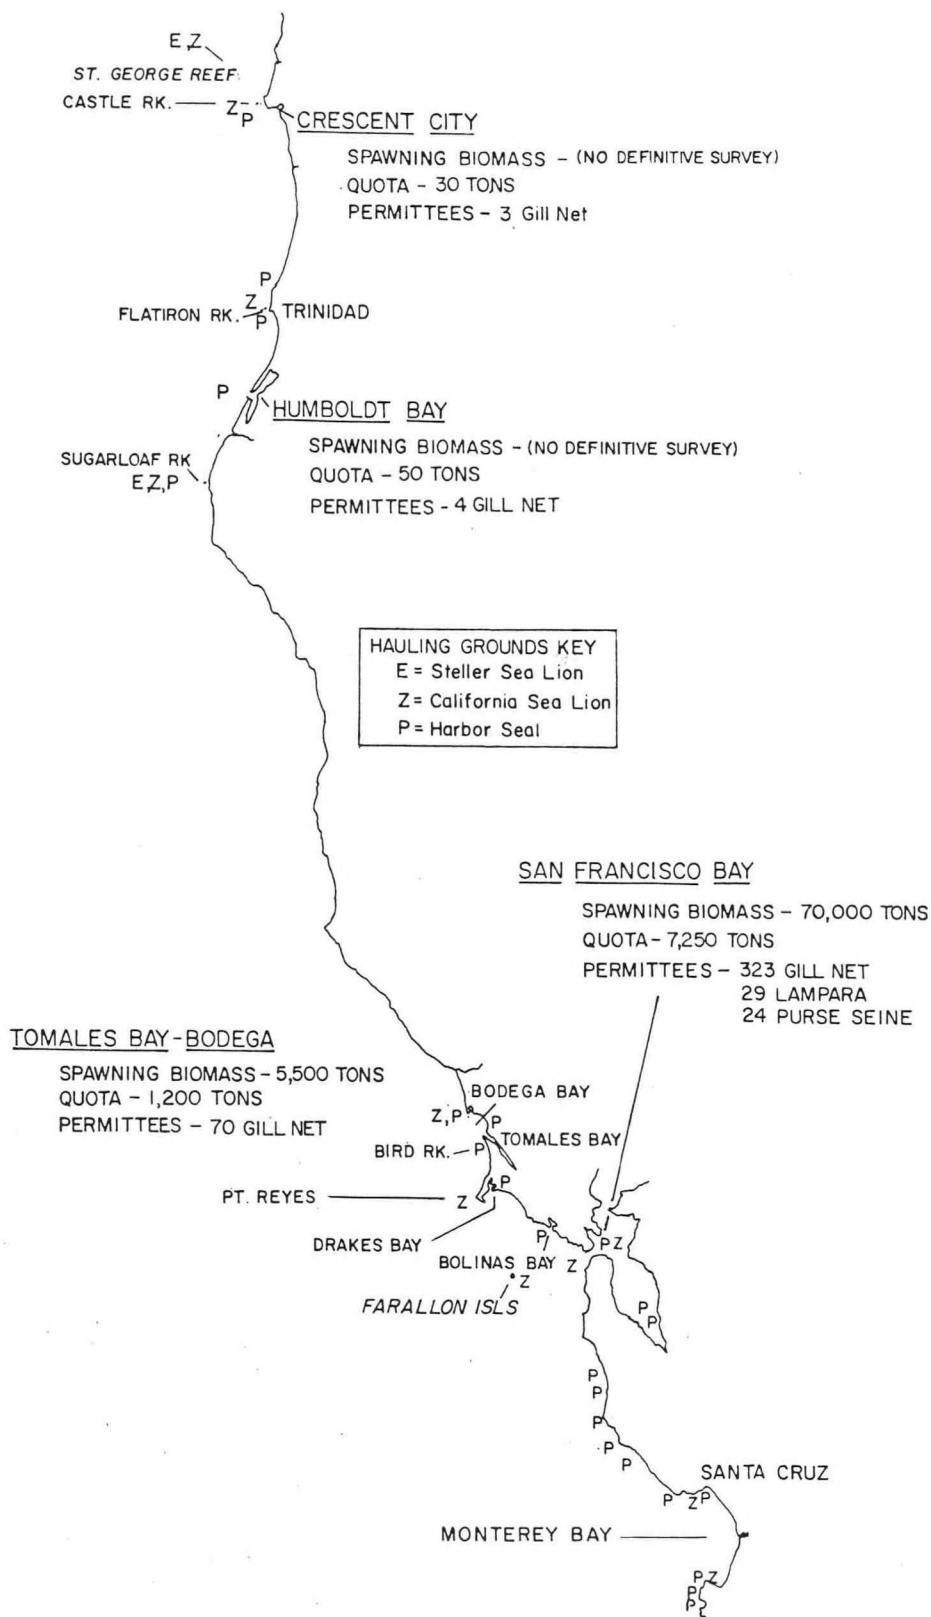 E,Z
ST. GEORGE REEF
CASTLE RK.
Z
P
CRESCENT CITY
SPAWNING BIOMASS - (NO DEFINITIVE SURVEY)
QUOTA - 30 TONS
PERMITTEES - 3 Gill Net
P
Z
FLATIRON RK.
P
TRINIDAD
P
HUMBOLDT BAY
SPAWNING BIOMASS - (NO DEFINITIVE SURVEY)
QUOTA - 50 TONS
PERMITTEES - 4 GILL NET
SUGARLOAF RK
E,Z,P
HAULING GROUNDS KEY
E = Steller Sea Lion
Z = California Sea Lion
P = Harbor Seal
SAN FRANCISCO BAY
SPAWNING BIOMASS - 70,000 TONS
QUOTA - 7,250 TONS
PERMITTEES - 323 GILL NET
29 LAMPARA
24 PURSE SEINE
TOMALES BAY - BODEGA
SPAWNING BIOMASS - 5,500 TONS
QUOTA - 1,200 TONS
PERMITTEES - 70 GILL NET
BODEGA BAY
Z,P
P
TOMALES BAY
BIRD RK.
P
P
PT. REYES
Z
DRAKES BAY
P
BOLINAS BAY
Z
P Z
Z
FARALLON ISLS
P
P
P
P
P
P
P
SANTA CRUZ
P
Z
P
MONTEREY BAY
P Z
P
P